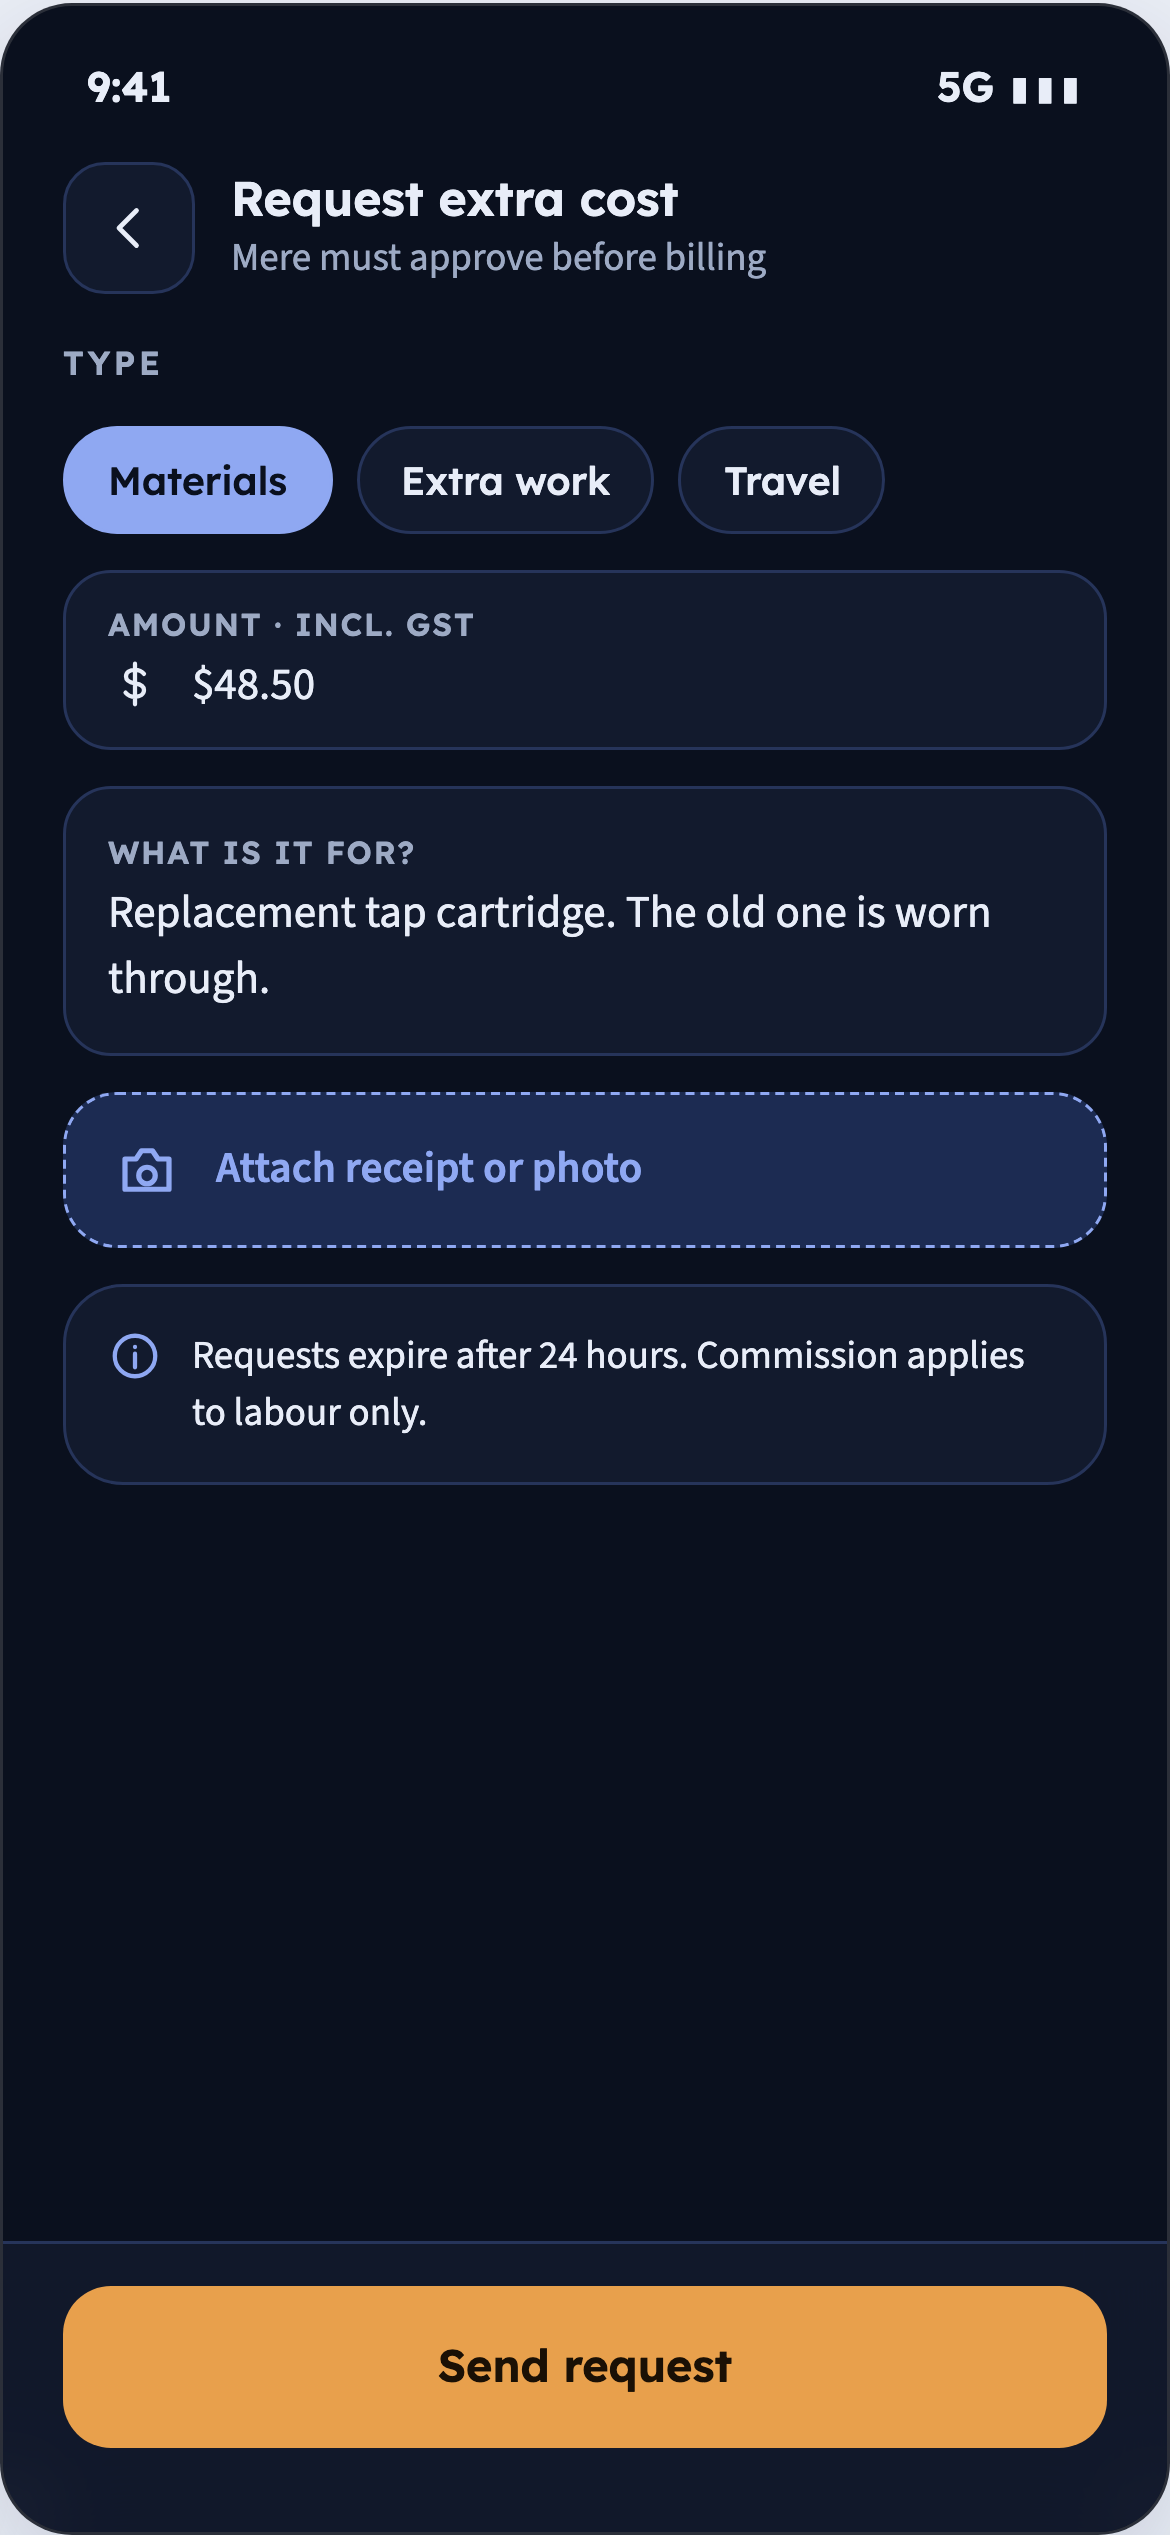 9:41
5G
Request extra cost
Mere must approve before billing
TYPE
Materials
Extra work
Travel
AMOUNT · INCL. GST
$ $48.50
WHAT IS IT FOR?
Replacement tap cartridge. The old one is worn
through.
Attach receipt or photo
Requests expire after 24 hours. Commission applies
to labour only.
Send request